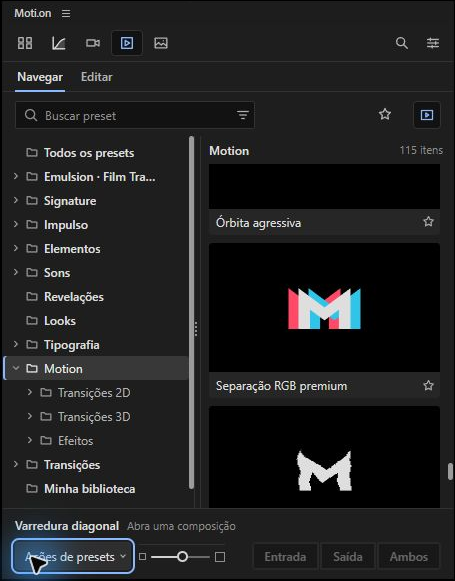 Moti.on
Navegar
Editar
Buscar preset
Todos os presets
Emulsion · Film Tra...
Signature
Impulso
Elementos
Sons
Revelações
Looks
Tipografia
Motion
Transições 2D
Transições 3D
Efeitos
Transições
Minha biblioteca
Motion 115 itens
Órbita agressiva
Separação RGB premium
Varredura diagonal Abra uma composição
Ações de presets
Entrada
Saída
Ambos